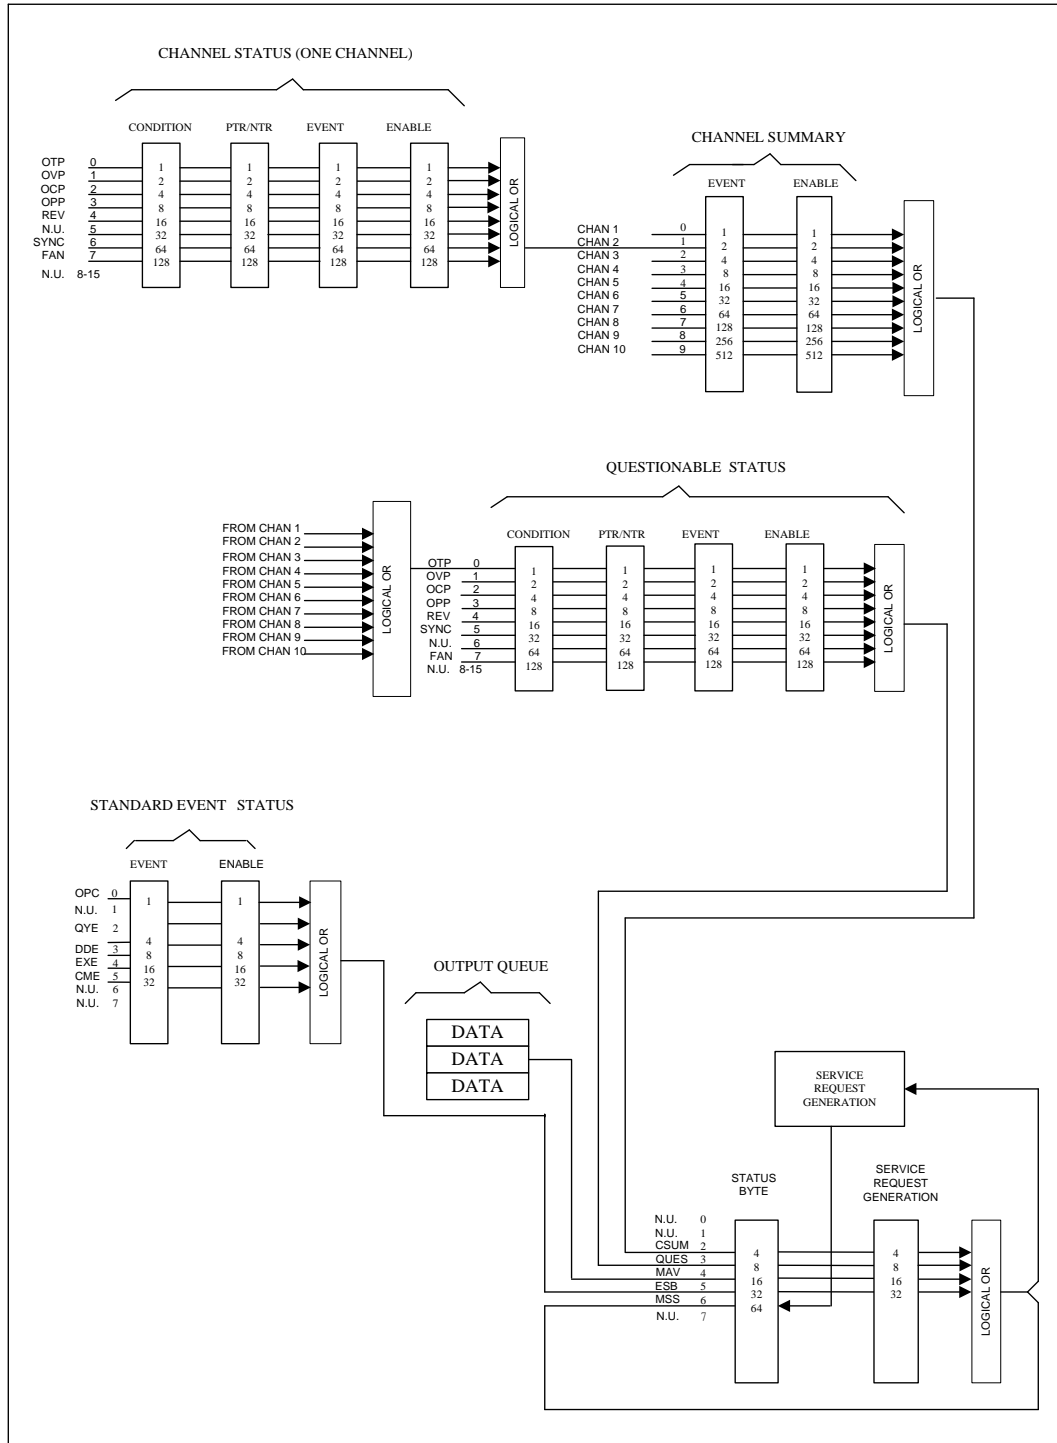 CHANNEL STATUS (ONE CHANNEL)
CONDITION PTR/NTR EVENT ENABLE
OTP 0 1 1 1 1
OVP 1 2 2 2 2
OCP 2 4 4 4 4
OPP 3 8 8 8 8
REV 4 16 16 16 16
N.U. 5 32 32 32 32
SYNC 6 64 64 64 64
FAN 7 128 128 128 128
N.U. 8-15
LOGICAL OR
CHANNEL SUMMARY
EVENT ENABLE
CHAN 1 0 1 1
CHAN 2 1 2 2
CHAN 3 2 4 4
CHAN 4 3 8 8
CHAN 5 4 16 16
CHAN 6 5 32 32
CHAN 7 6 64 64
CHAN 8 7 128 128
CHAN 9 8 256 256
CHAN 10 9 512 512
LOGICAL OR
QUESTIONABLE STATUS
FROM CHAN 1
FROM CHAN 2
FROM CHAN 3
FROM CHAN 4
FROM CHAN 5
FROM CHAN 6
FROM CHAN 7
FROM CHAN 8
FROM CHAN 9
FROM CHAN 10
LOGICAL OR
CONDITION PTR/NTR EVENT ENABLE
OTP 0 1 1 1 1
OVP 1 2 2 2 2
OCP 2 4 4 4 4
OPP 3 8 8 8 8
REV 4 16 16 16 16
SYNC 5 32 32 32 32
N.U. 6 64 64 64 64
FAN 7 128 128 128 128
N.U. 8-15
LOGICAL OR
STANDARD EVENT STATUS
EVENT ENABLE
OPC 0 1 1
N.U. 1
QYE 2 4 4
DDE 3 8 8
EXE 4 16 16
CME 5 32 32
N.U. 6
N.U. 7
LOGICAL OR
OUTPUT QUEUE
DATA
DATA
DATA
SERVICE
REQUEST
GENERATION
STATUS
BYTE
SERVICE
REQUEST
GENERATION
N.U. 0
N.U. 1
CSUM 2 4 4
QUES 3 8 8
MAV 4 16 16
ESB 5 32 32
MSS 6 64
N.U. 7
LOGICAL OR